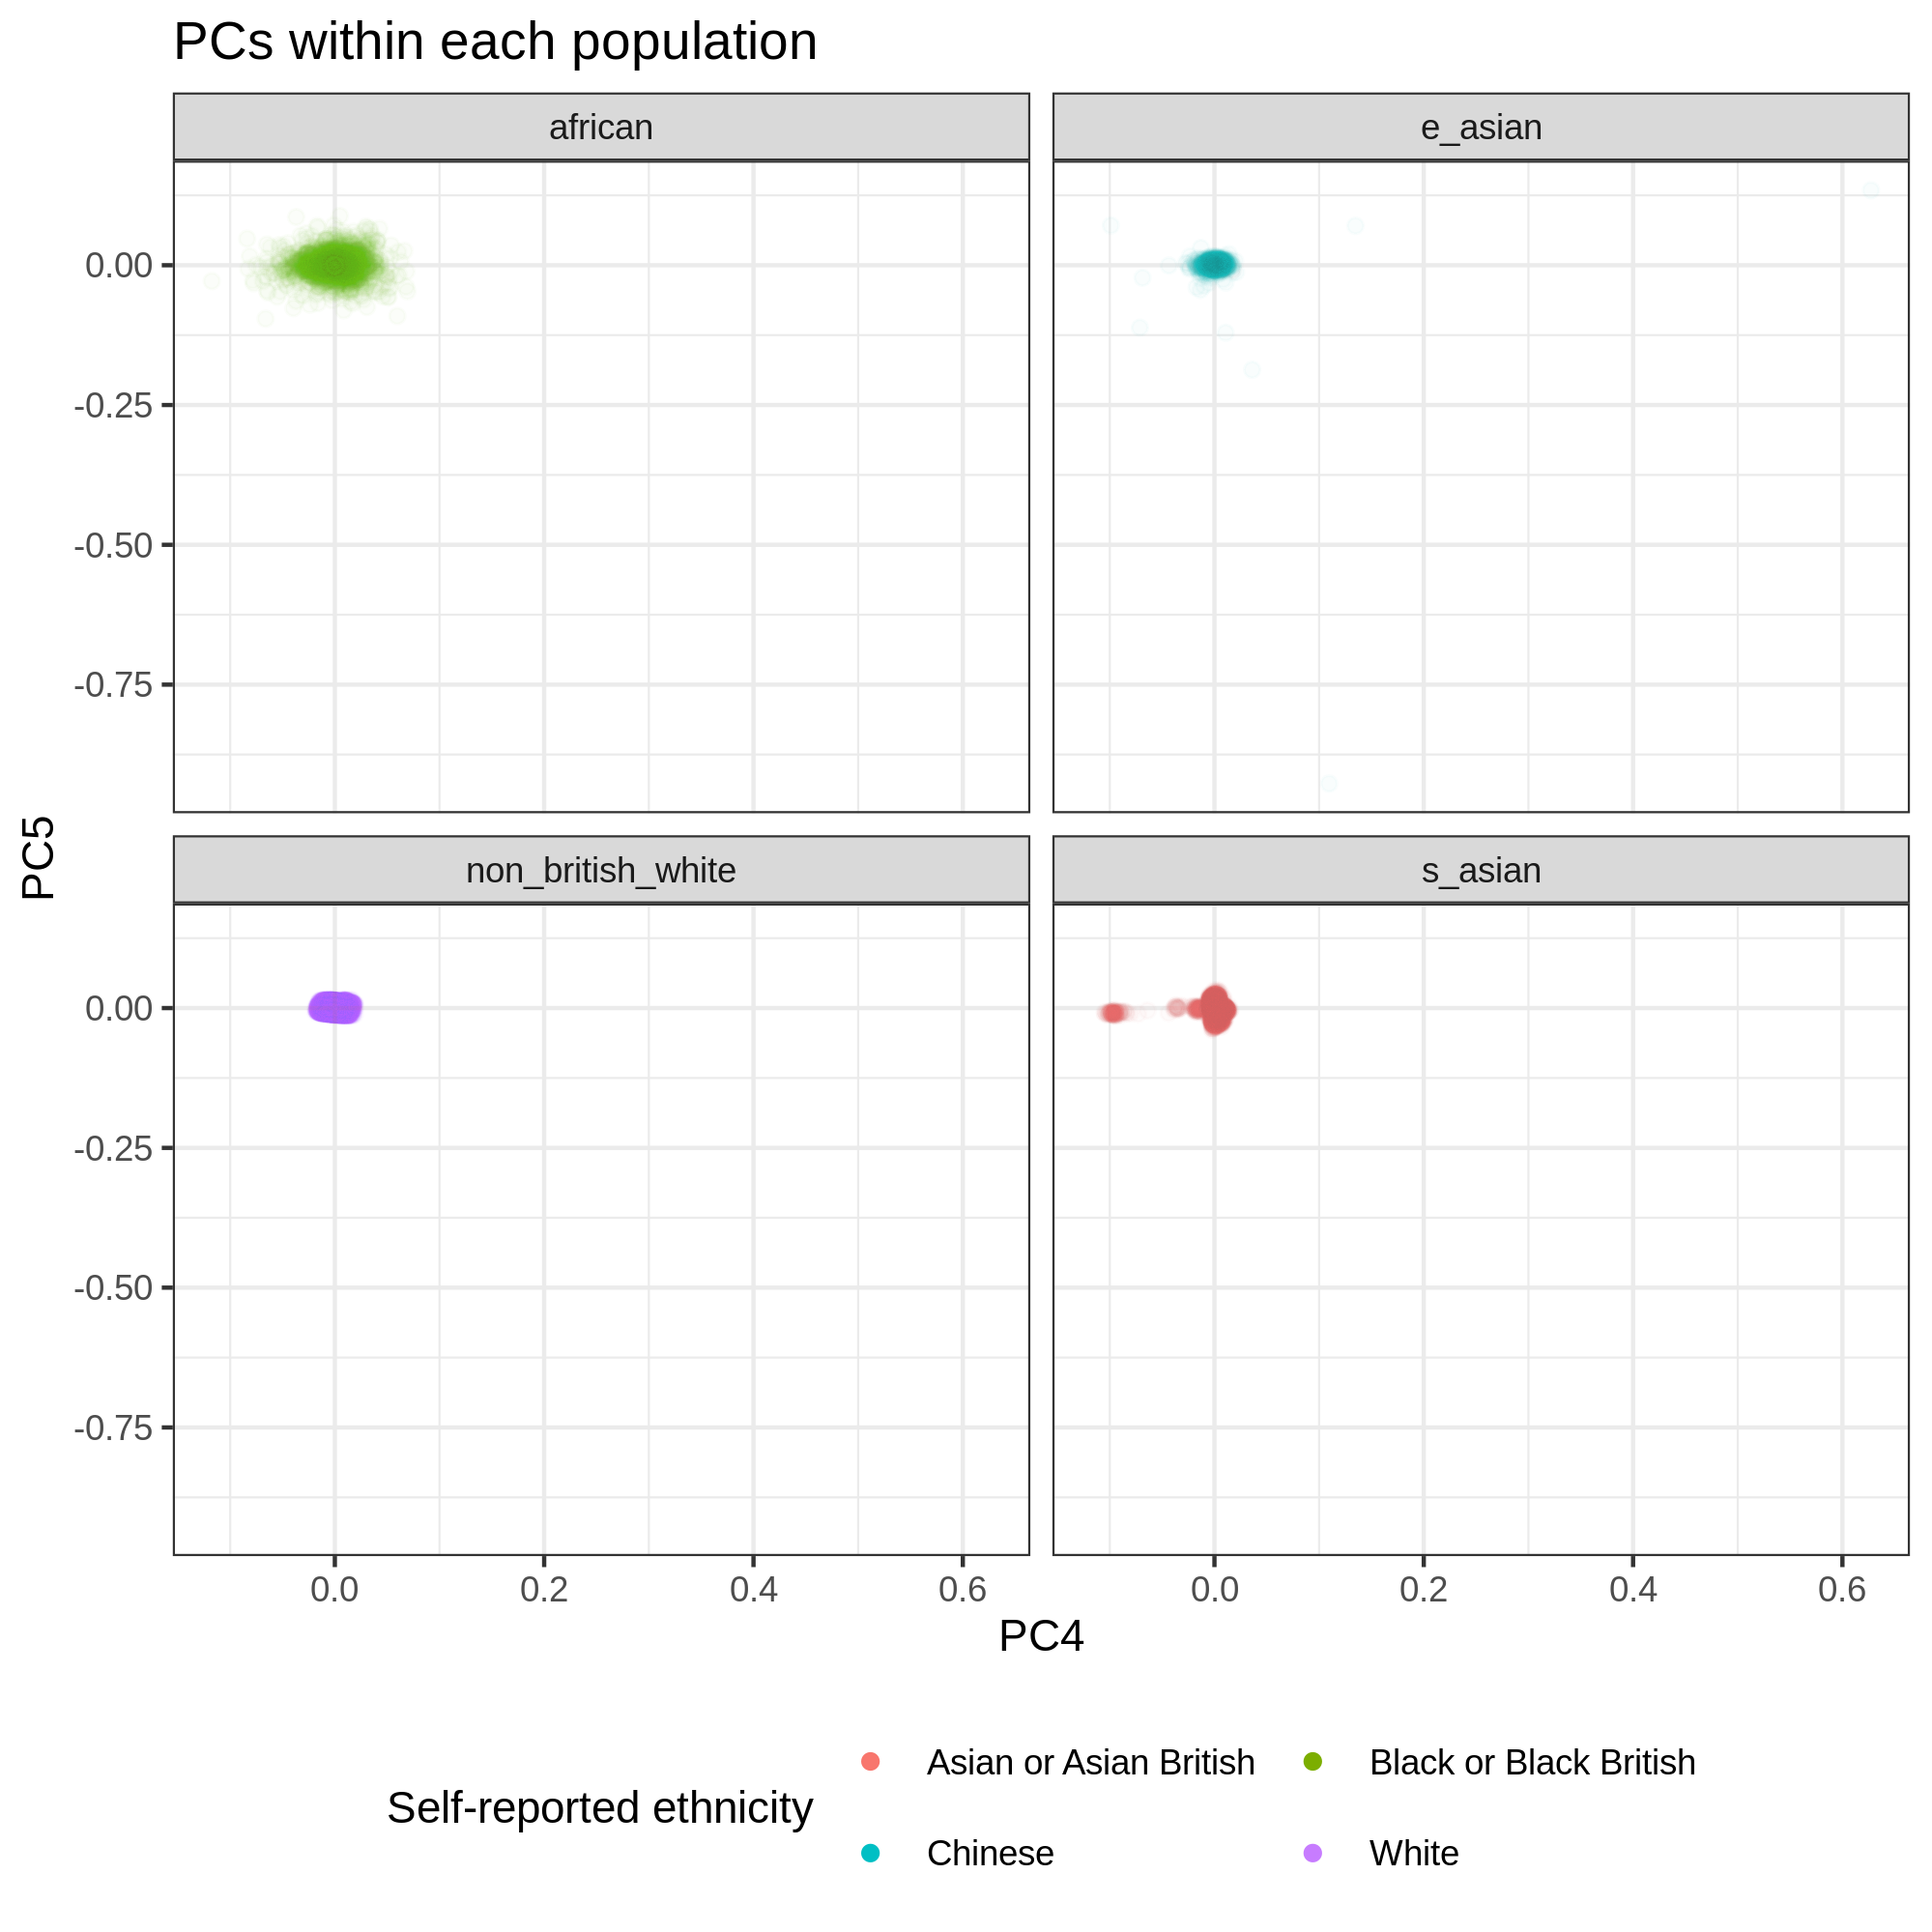 PCs within each population
african
e_asian
0.00
-0.25
-0.50
-0.75
PC5
non_british_white
s_asian
0.00
-0.25
-0.50
-0.75
0.0 0.2 0.4 0.6 0.0 0.2 0.4 0.6
PC4
Self-reported ethnicity
Asian or Asian British
Black or Black British
Chinese
White